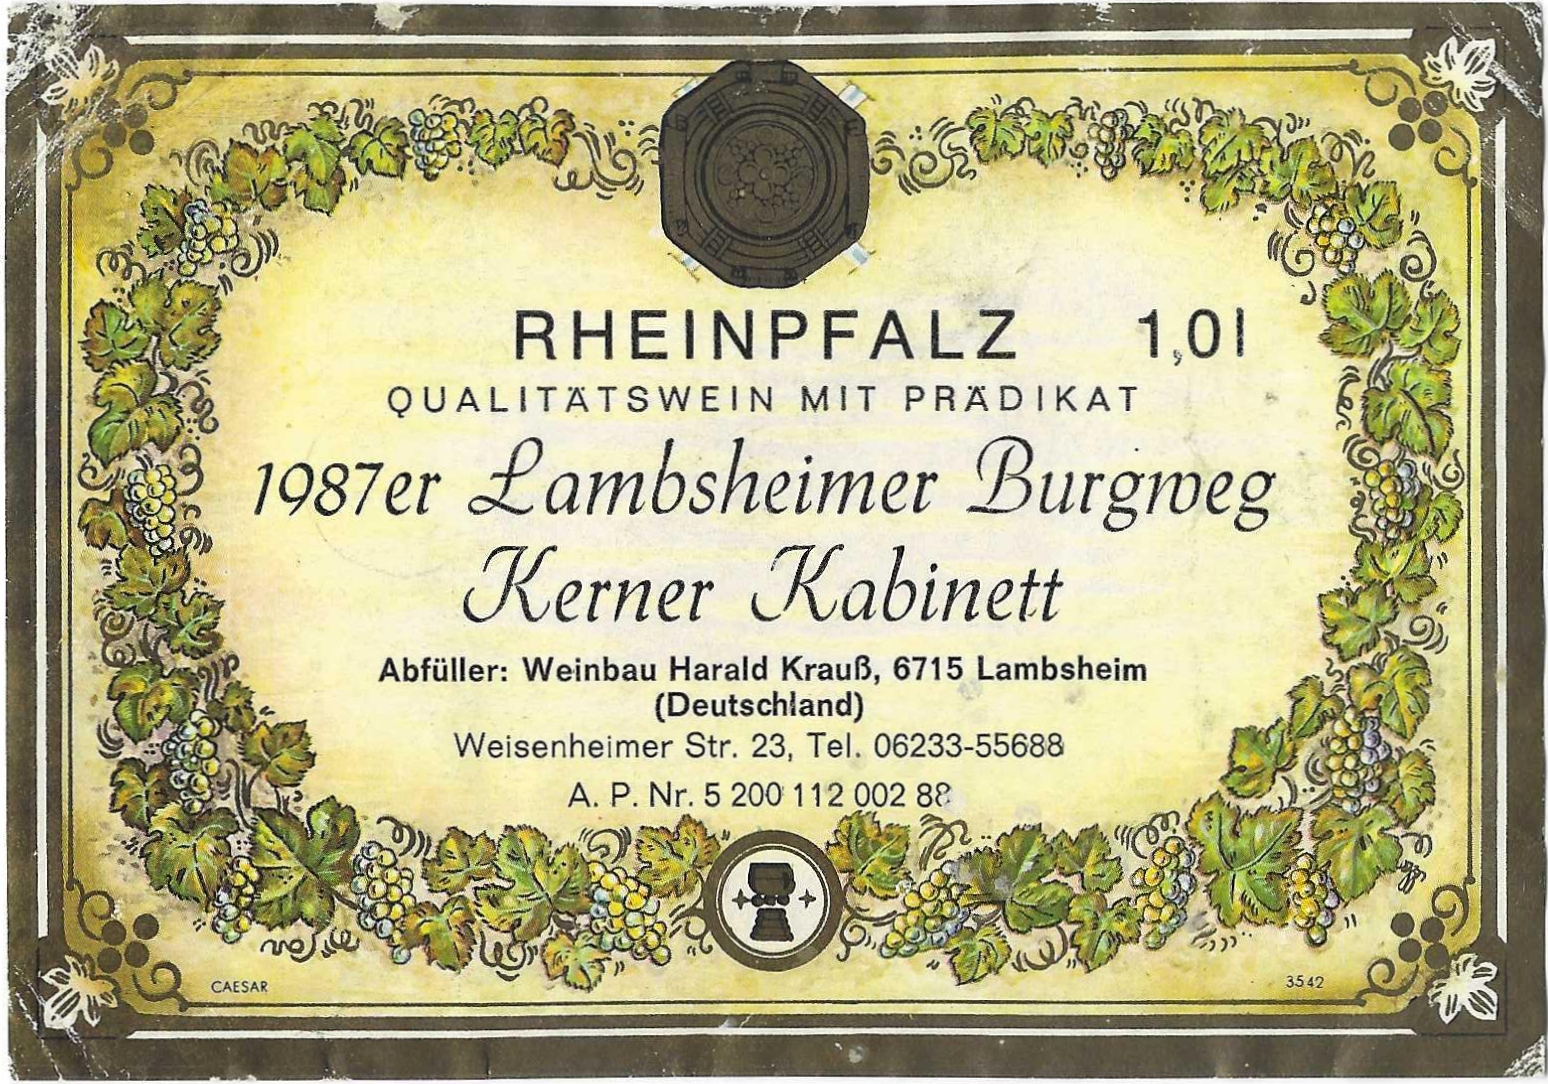 RHEINPFALZ 1,0l
QUALITÄTSWEIN MIT PRÄDIKAT
1987er Lambsheimer Burgweg
Kerner Kabinett
Abfüller: Weinbau Harald Krauß, 6715 Lambsheim
(Deutschland)
Weisenheimer Str. 23, Tel. 06233-55688
A. P. Nr. 5 200 112 002 88
CAESAR 3542